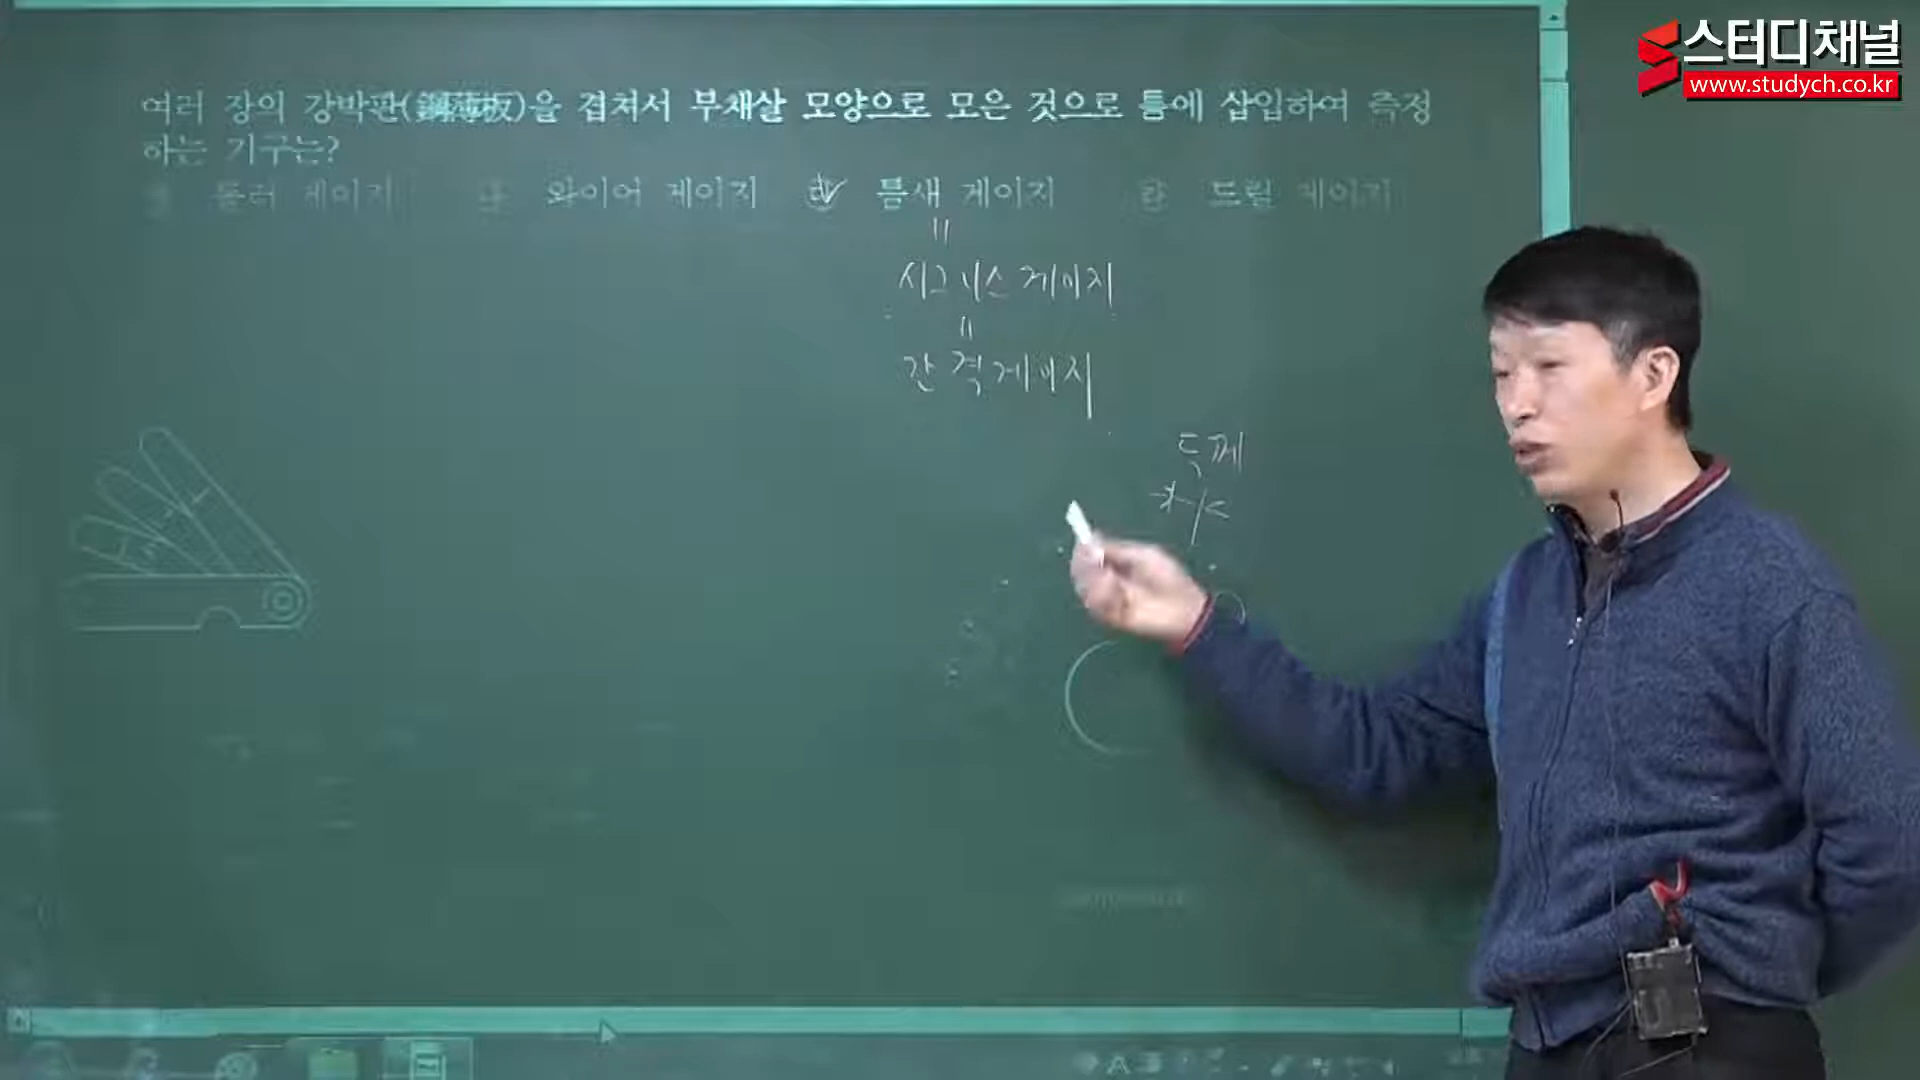 스터디채널
www.studych.co.kr
여러 장의 강박판(鋼薄板)을 겹쳐서 부채살 모양으로 모은 것으로 틈에 삽입하여 측정
하는 기구는?
툴러 게이지 나 와이어 게이지 틈새 게이지 라 드릴 게이지
=
시그니스 게이지
=
간격게이지
두께